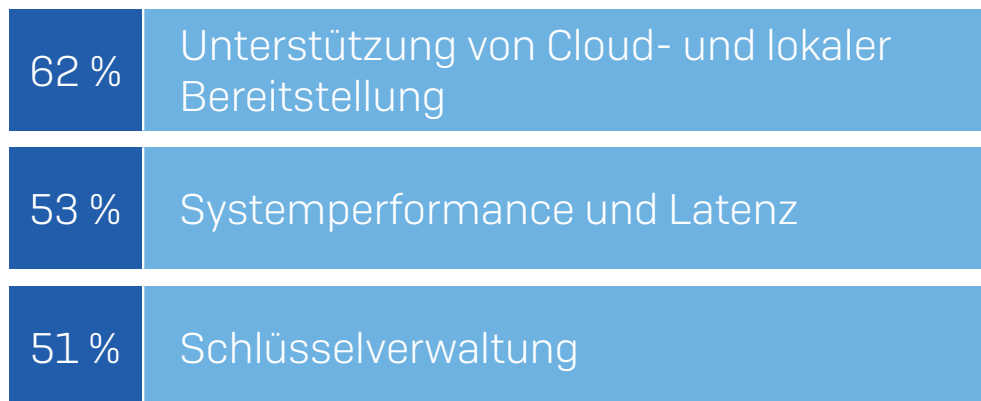 62 %
Unterstützung von Cloud- und lokaler
Bereitstellung
53 %
Systemperformance und Latenz
51 %
Schlüsselverwaltung